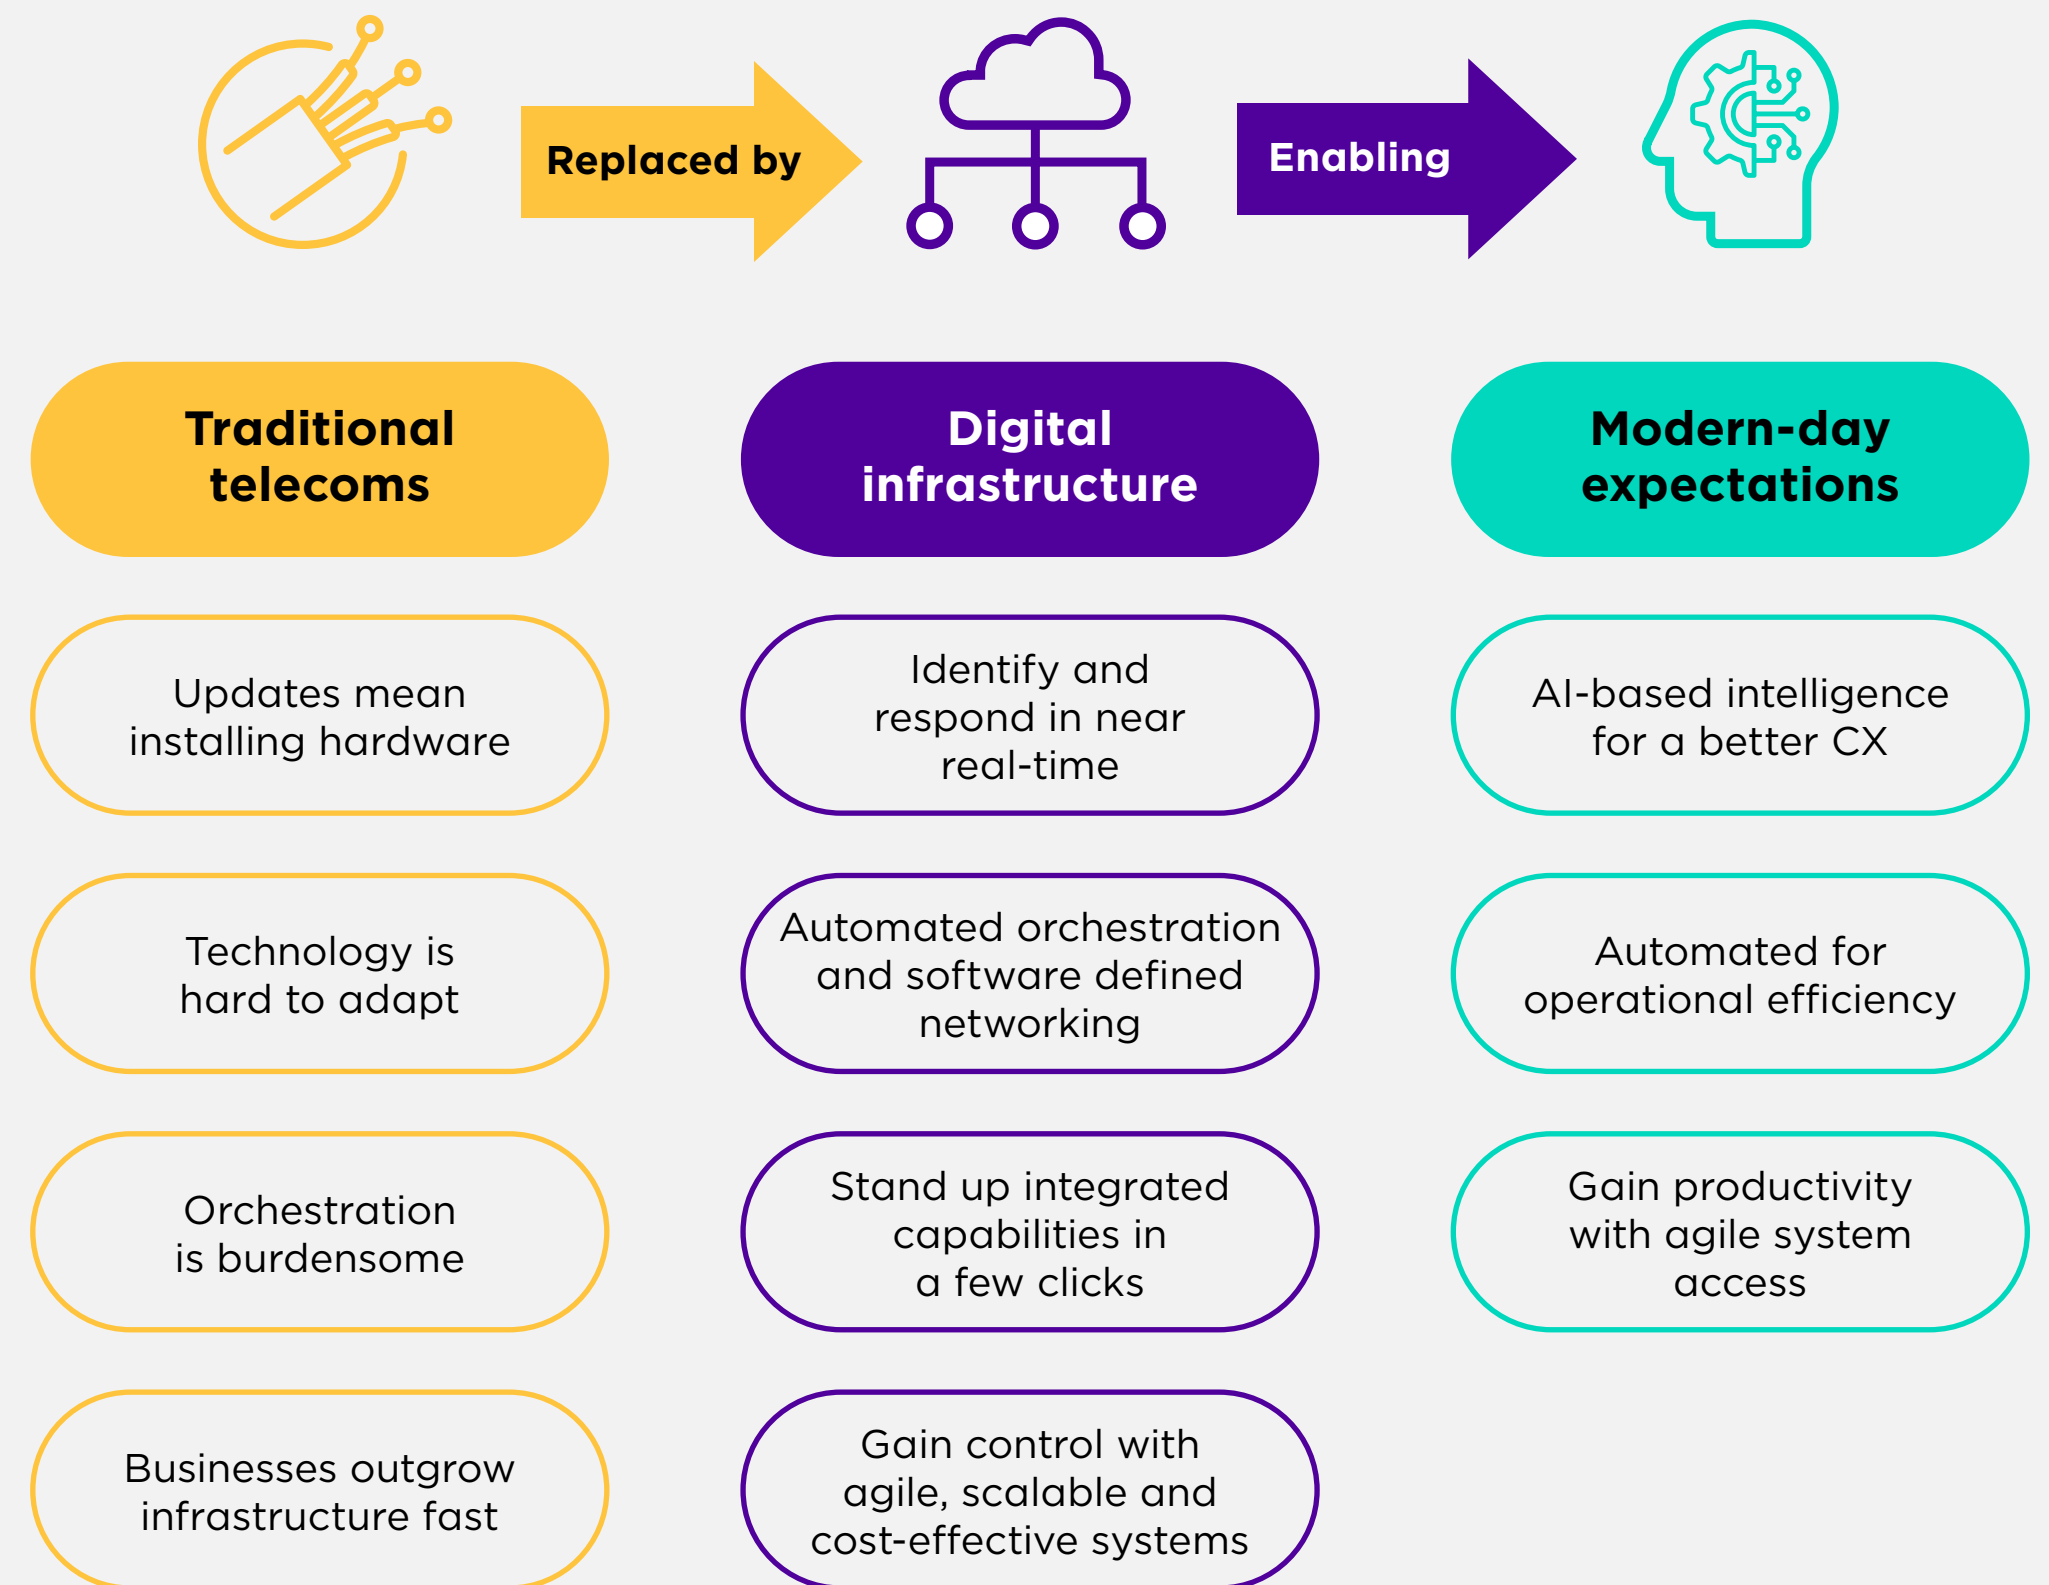 Replaced by
Enabling
Traditional
telecoms
Updates mean
installing hardware
Technology is
hard to adapt
Orchestration
is burdensome
Businesses outgrow
infrastructure fast
Digital
infrastructure
Identify and
respond in near
real-time
Automated orchestration
and software defined
networking
Stand up integrated
capabilities in
a few clicks
Gain control with
agile, scalable and
cost-effective systems
Modern-day
expectations
AI-based intelligence
for a better CX
Automated for
operational efficiency
Gain productivity
with agile system
access